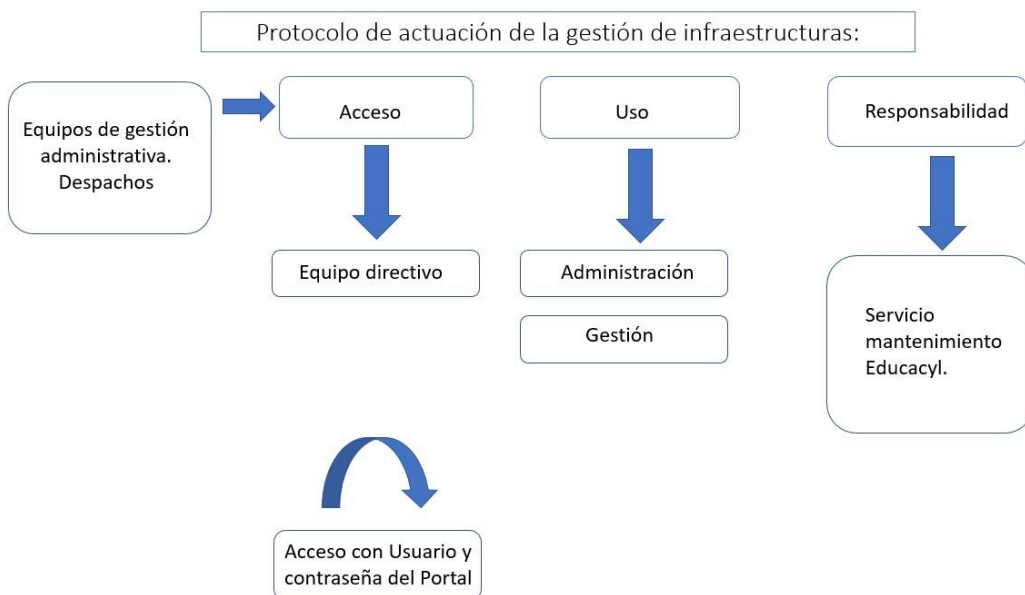 Protocolo de actuación de la gestión de infraestructuras:
Equipos de gestión
administrativa.
Despachos
Acceso
Uso
Responsabilidad
Equipo directivo
Administración
Gestión
Servicio
mantenimiento
Educacyl.
Acceso con Usuario y
contraseña del Portal